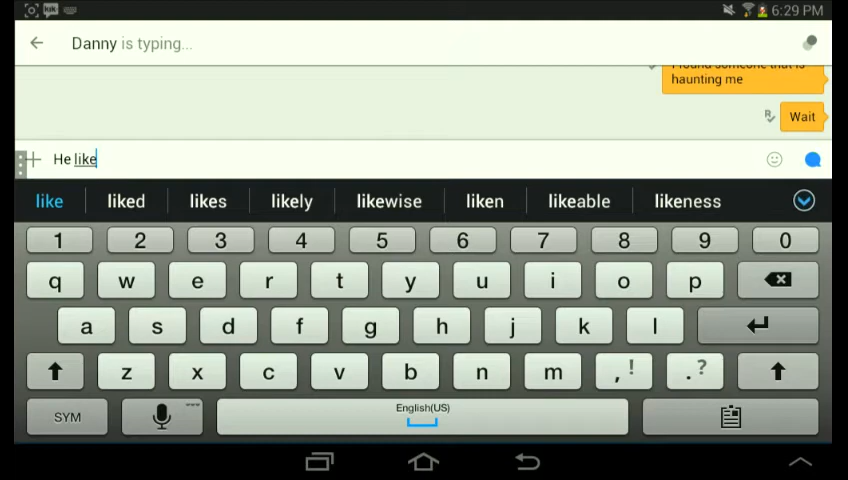 kik
6:29 PM
Danny is typing...
I found someone that is
haunting me
R
Wait
He like
like liked likes likely likewise liken likeable likeness
1 2 3 4 5 6 7 8 9 0
q w e r t y u i o p
a s d f g h j k l
z x c v b n m , ! . ?
SYM English(US)